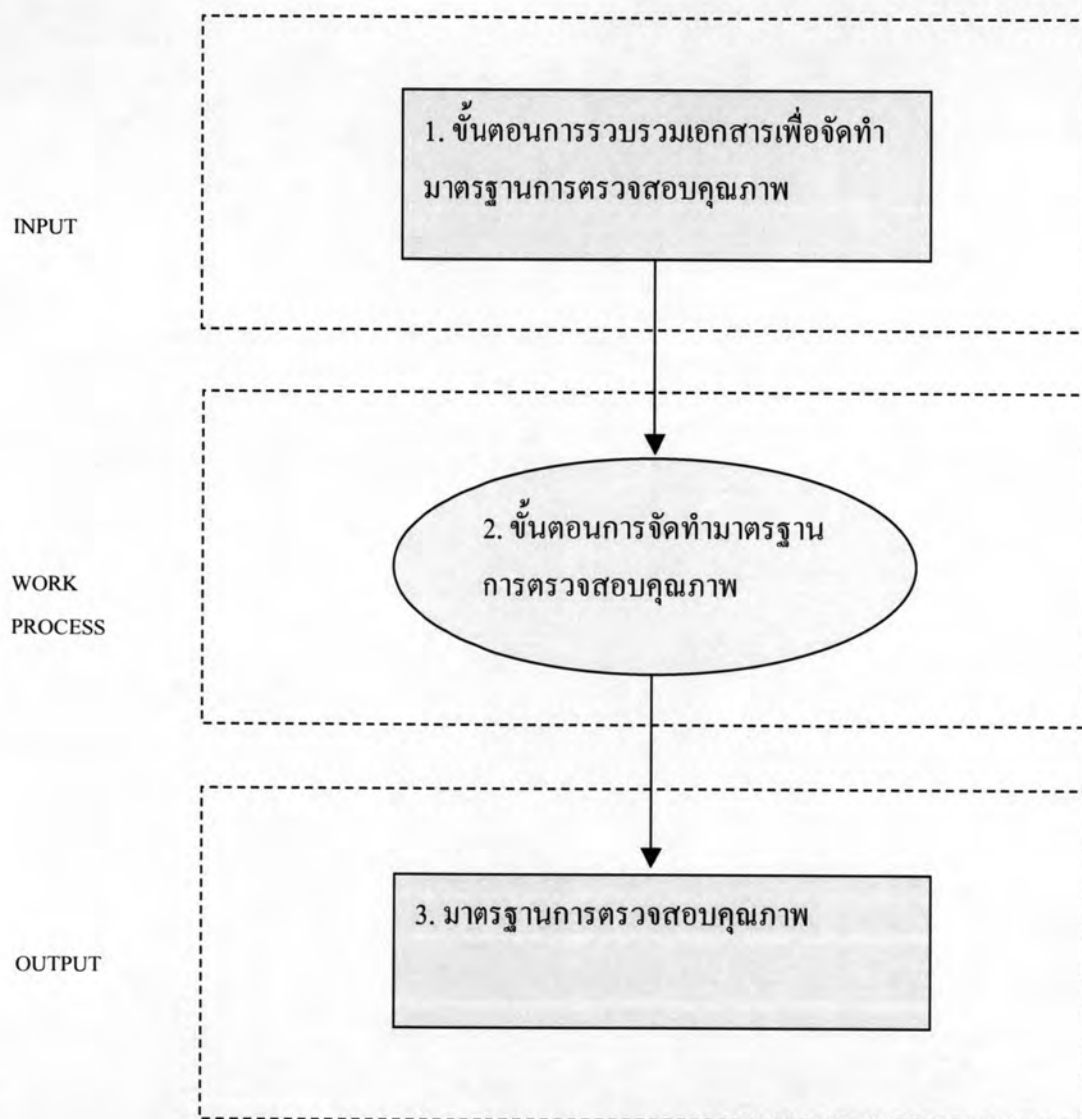 INPUT
1. ขั้นตอนการรวบรวมเอกสารเพื่อจัดทำ
มาตรฐานการตรวจสอบคุณภาพ
WORK
PROCESS
2. ขั้นตอนการจัดทำมาตรฐาน
การตรวจสอบคุณภาพ
OUTPUT
3. มาตรฐานการตรวจสอบคุณภาพ